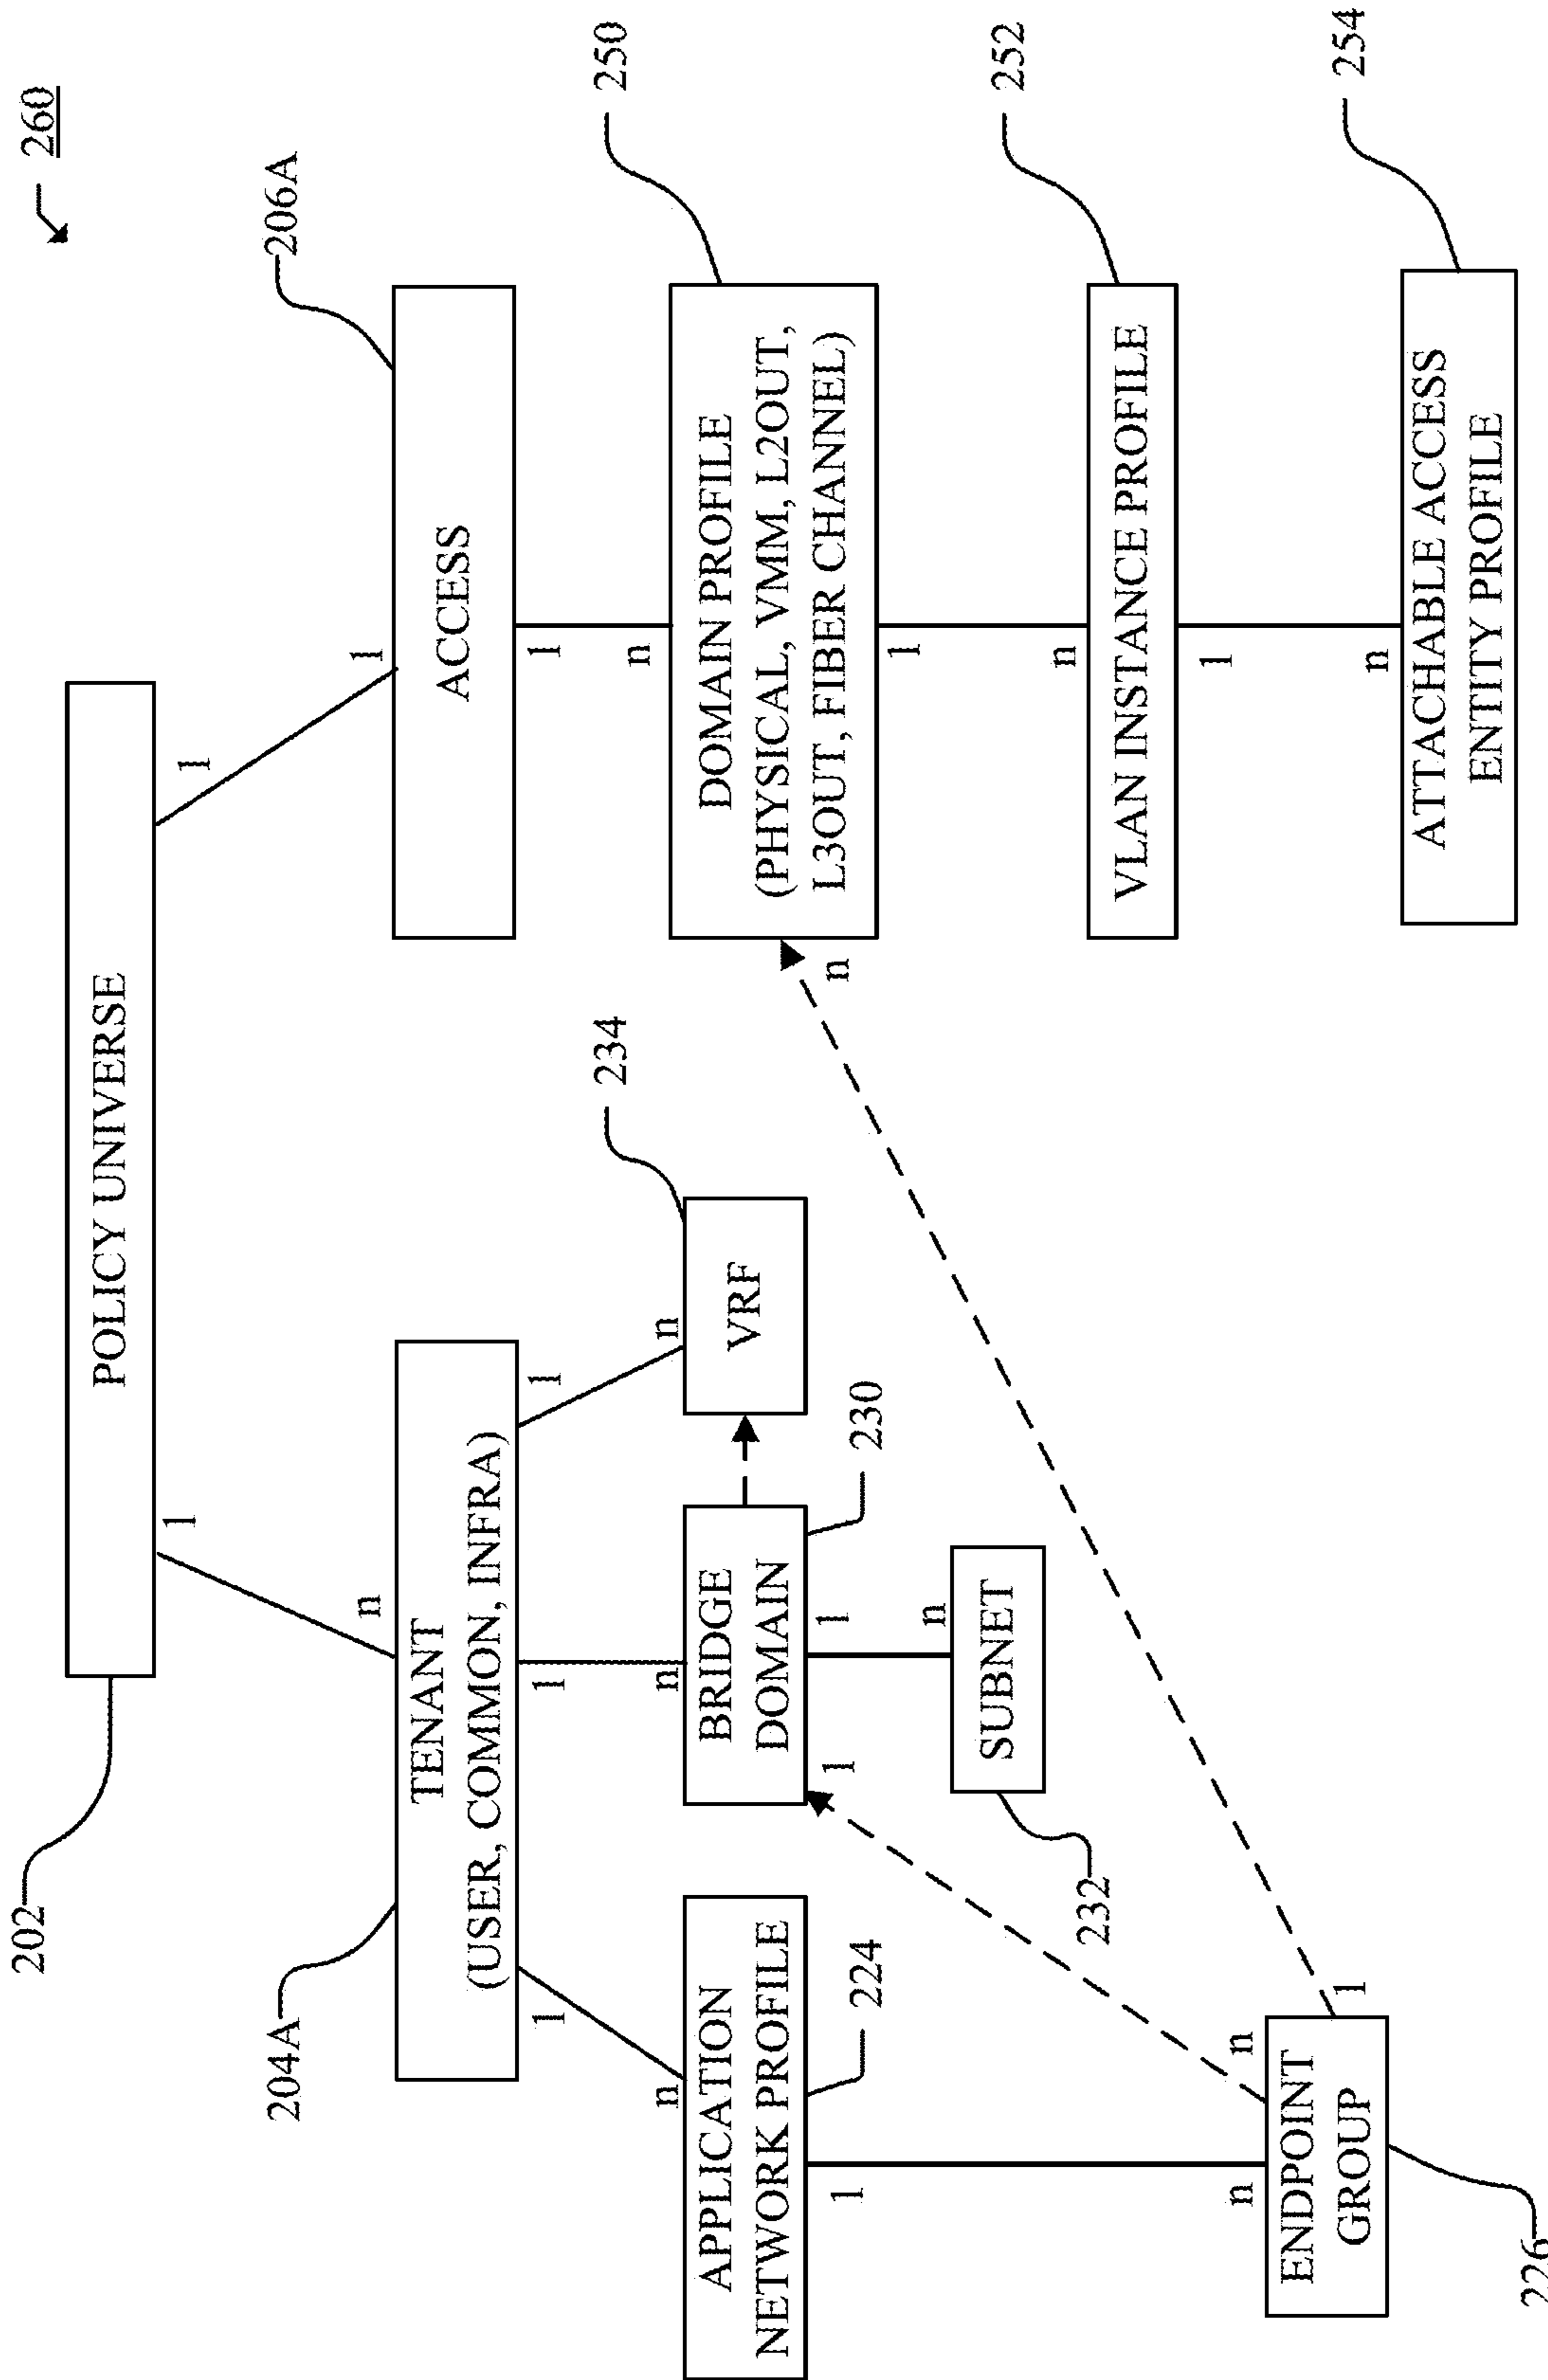 260
202
POLICY UNIVERSE
1
1
n
1
204A
206A
TENANT
(USER, COMMON, INFRA)
ACCESS
1
1
1
1
n
n
n
n
224
230
234
250
APPLICATION
NETWORK PROFILE
BRIDGE
DOMAIN
VRF
DOMAIN PROFILE
(PHYSICAL, VMM, L2OUT,
L3OUT, FIBER CHANNEL)
1
1
1
n
1
n
n
232
SUBNET
252
VLAN INSTANCE PROFILE
1
n
n
n
1
254
226
ENDPOINT
GROUP
ATTACHABLE ACCESS
ENTITY PROFILE